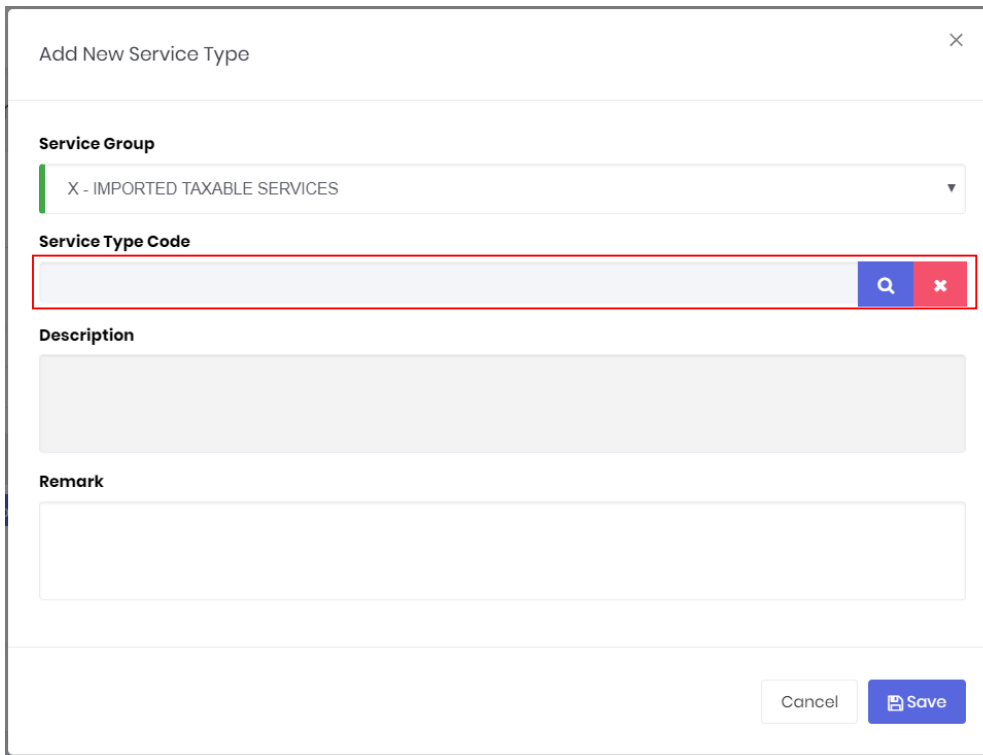 Add New Service Type
Service Group
X - IMPORTED TAXABLE SERVICES
Service Type Code
Description
Remark
Cancel
Save